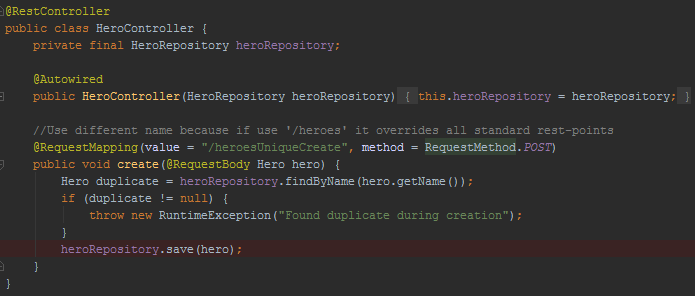 @RestController
public class HeroController {
private final HeroRepository heroRepository;
@Autowired
public HeroController(HeroRepository heroRepository) { this.heroRepository = heroRepository; }
//Use different name because if use '/heroes' it overrides all standard rest-points
@RequestMapping(value = "/heroesUniqueCreate", method = RequestMethod.POST)
public void create(@RequestBody Hero hero) {
Hero duplicate = heroRepository.findByName(hero.getName());
if (duplicate != null) {
throw new RuntimeException("Found duplicate during creation");
}
heroRepository.save(hero);
}
}